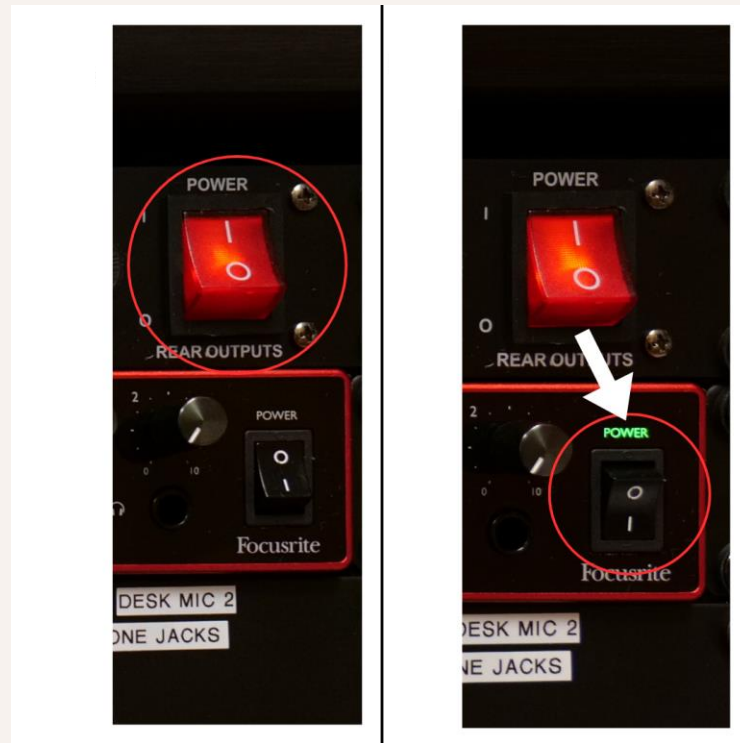 POWER
I
I
O
O
REAR OUTPUTS
2
POWER
O
I
0
10
Focusrite
DESK MIC 2
ONE JACKS
POWER
I
I
O
O
REAR OUTPUTS
2
POWER
O
I
0
10
Focusrite
DESK MIC 2
NE JACKS